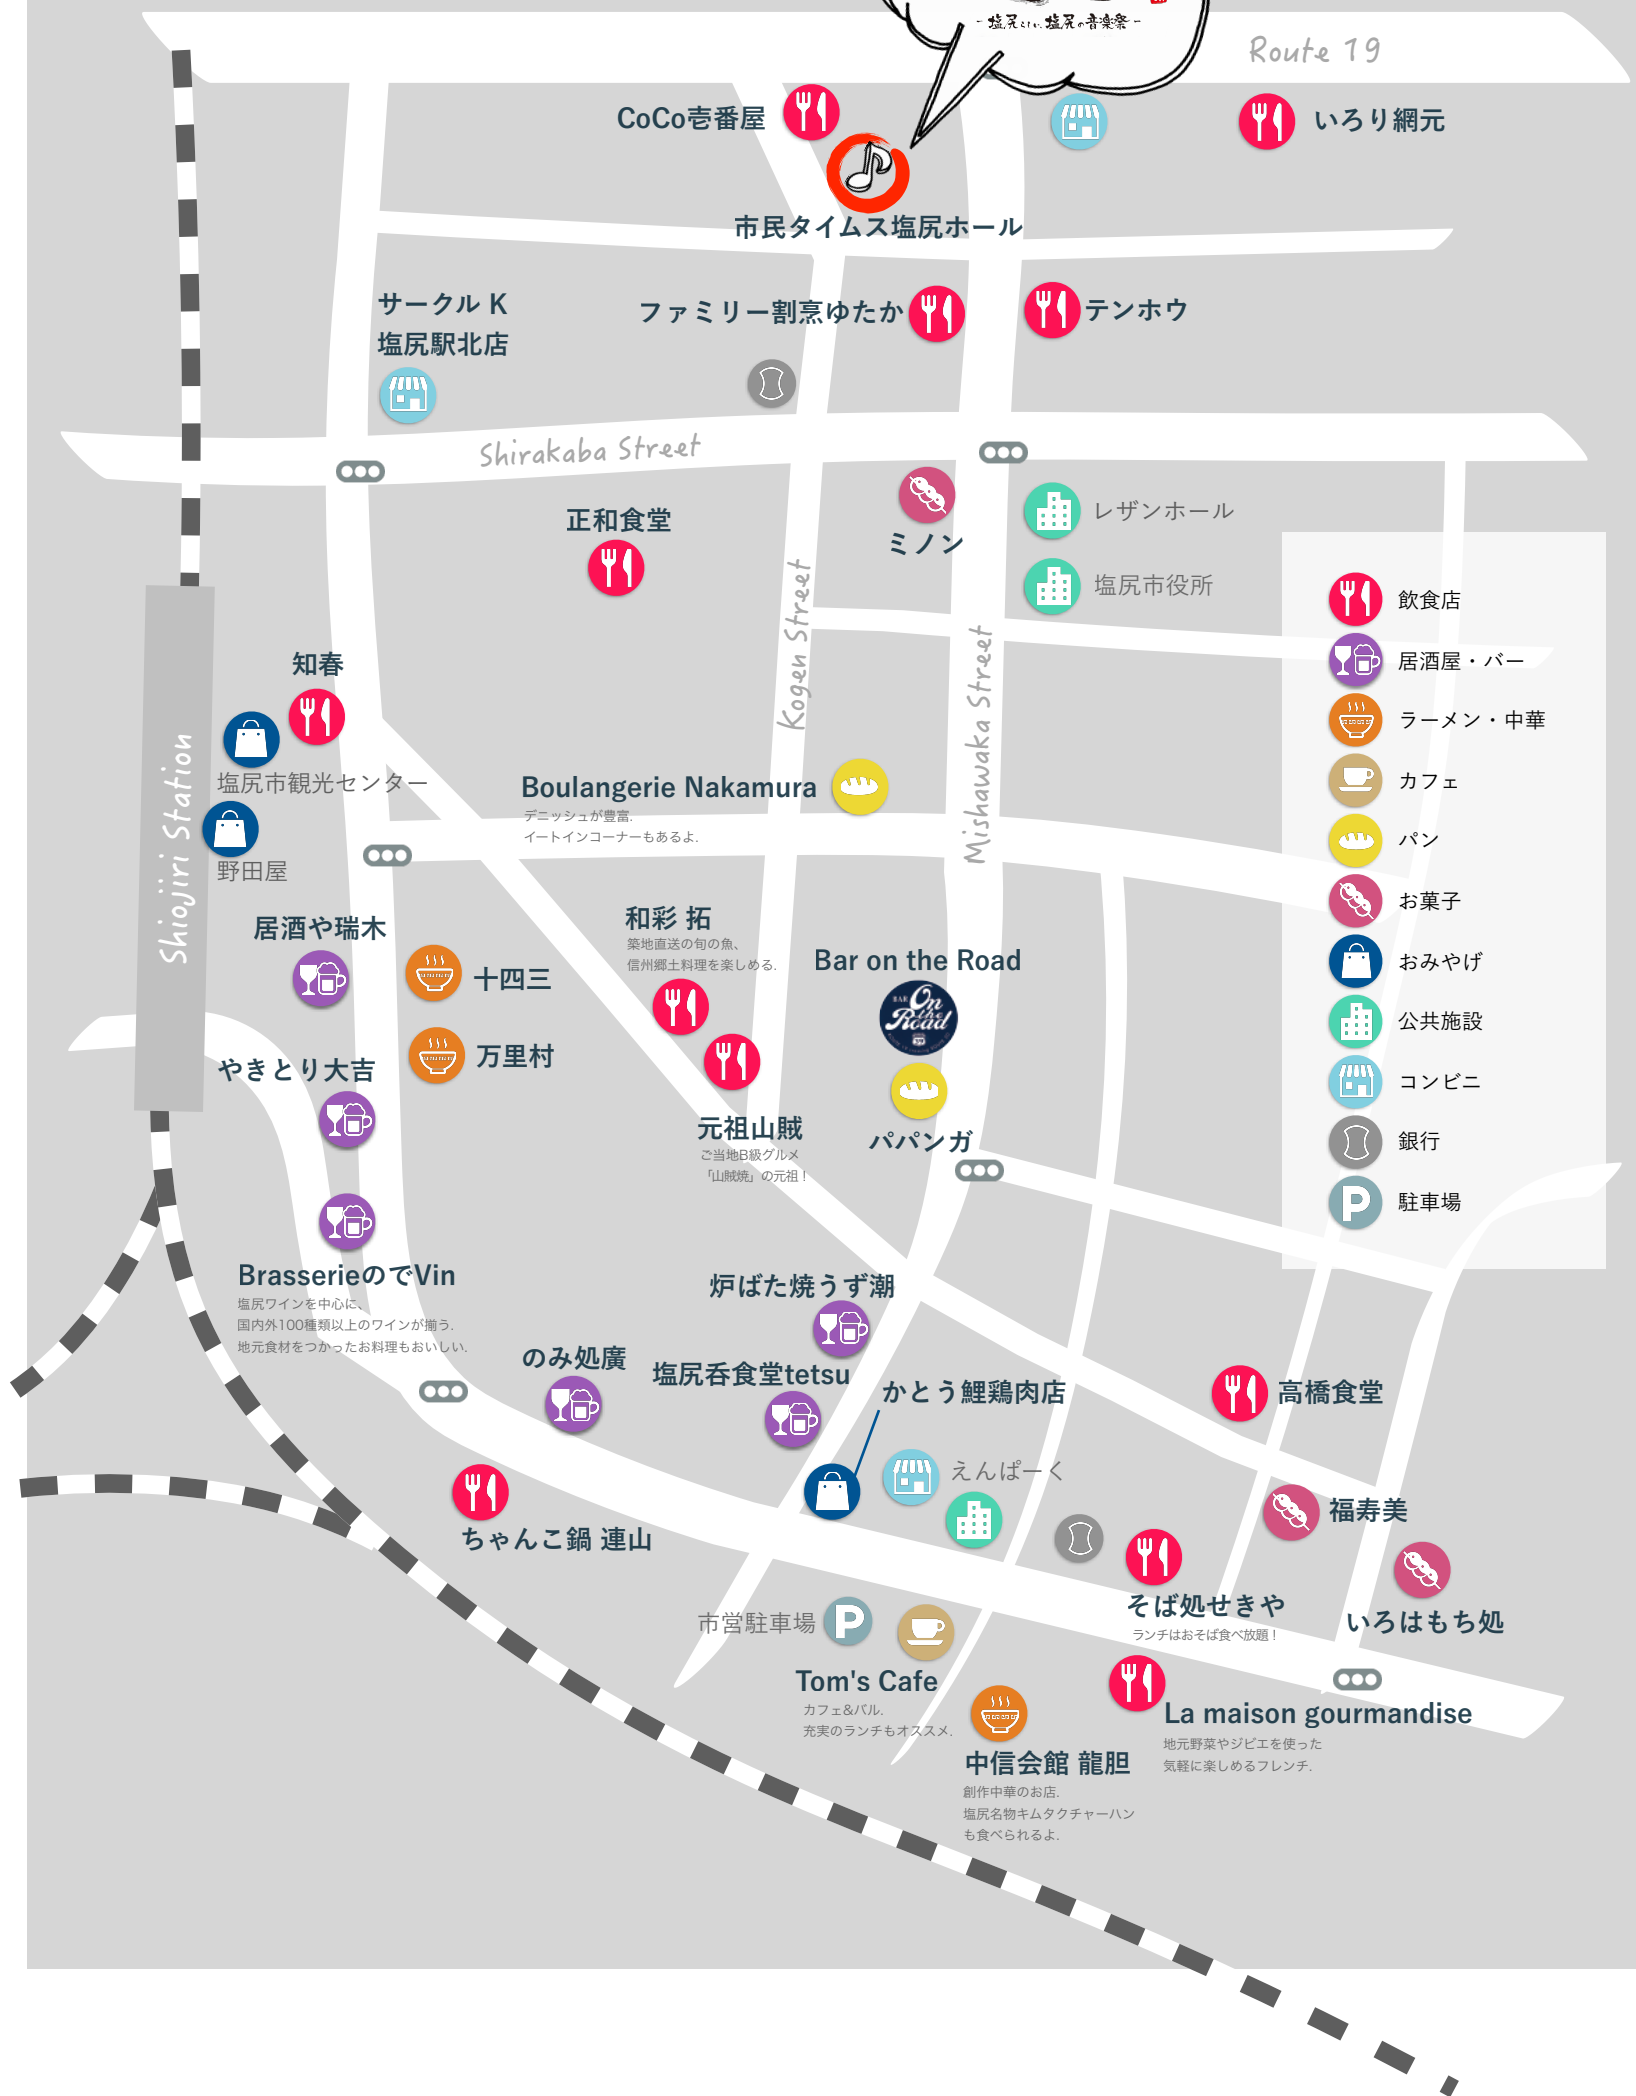 - 塩尻らしい、塩尻の音楽祭 -
Route 19
CoCo壱番屋
いろり網元
市民タイムス塩尻ホール
サークル K
塩尻駅北店
ファミリー割烹ゆたか
テンホウ
Shirakaba Street
正和食堂
ミノン
レザンホール
塩尻市役所
Kogen Street
Mishawaka Street
飲食店
居酒屋・バー
ラーメン・中華
カフェ
パン
お菓子
おみやげ
公共施設
コンビニ
銀行
P 駐車場
知春
塩尻市観光センター
野田屋
Shiojiri Station
Boulangerie Nakamura
デニッシュが豊富.
イートインコーナーもあるよ.
居酒や瑞木
十四三
万里村
和彩 拓
築地直送の旬の魚、
信州郷土料理を楽しめる.
Bar on the Road
BAR
On
the
Road
パパンガ
やきとり大吉
元祖山賊
ご当地B級グルメ
「山賊焼」の元祖！
BrasserieのでVin
塩尻ワインを中心に、
国内外100種類以上のワインが揃う.
地元食材をつかったお料理もおいしい.
炉ばた焼うず潮
のみ処廣
塩尻呑食堂tetsu
かとう鯉鶏肉店
高橋食堂
えんぱーく
福寿美
ちゃんこ鍋 連山
そば処せきや
ランチはおそば食べ放題！
いろはもち処
市営駐車場
P
Tom's Cafe
カフェ&バル.
充実のランチもオススメ.
La maison gourmandise
地元野菜やジビエを使った
気軽に楽しめるフレンチ.
中信会館 龍胆
創作中華のお店.
塩尻名物キムタクチャーハン
も食べられるよ.